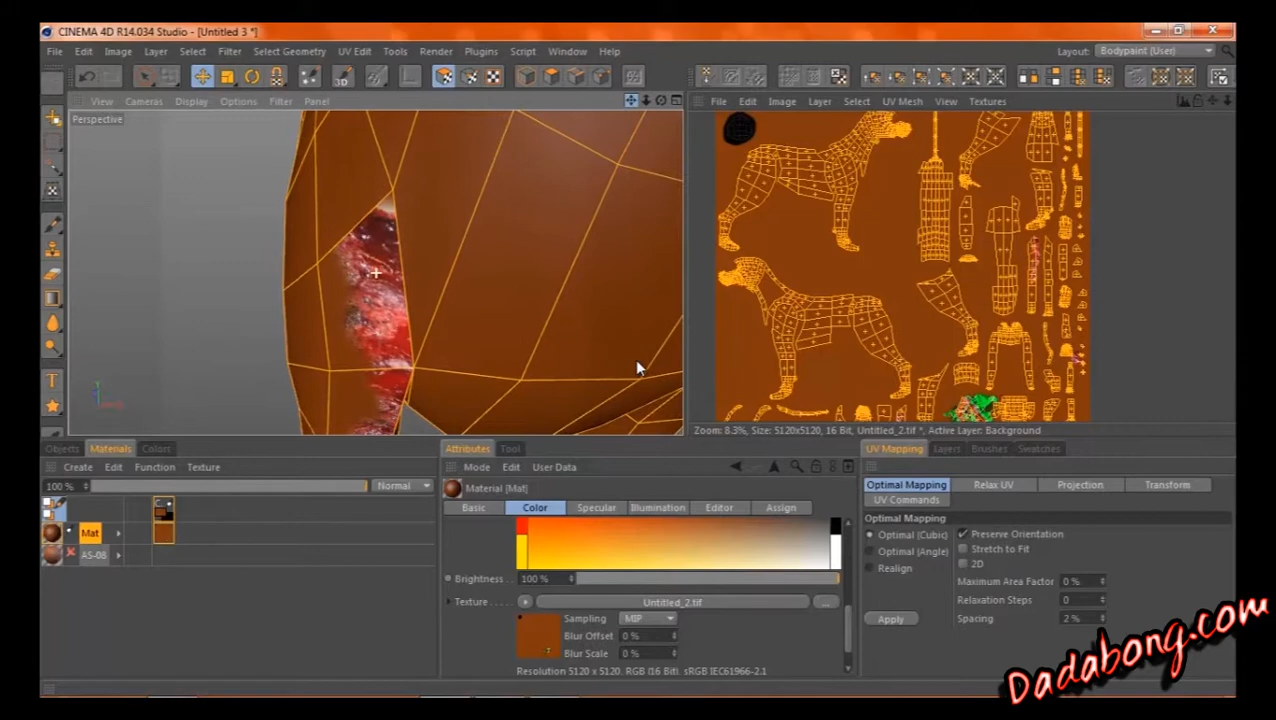 CINEMA 4D R14.034 Studio - [Untitled 3 *]
File Edit Image Layer Select Filter Select Geometry UV Edit Tools Render Plugins Script Window Help
Layout: Bodypaint (User)
View Cameras Display Options Filter Panel
File Edit Image Layer Select UV Mesh View Textures
Perspective
Zoom: 8.3%, Size: 5120x5120, 16 Bit, Untitled_2.tif *, Active Layer: Background
Objects Materials Colors
Attributes Tool
UV Mapping Layers Brushes Swatches
Create Edit Function Texture
Mode Edit User Data
100 % Normal
Material [Mat]
Optimal Mapping Relax UV Projection Transform
UV Commands
Basic Color Specular Illumination Editor Assign
Optimal Mapping
Mat
AS-08
Optimal (Cubic)
Optimal (Angle)
Realign
Preserve Orientation
Stretch to Fit
2D
Maximum Area Factor 0 %
Relaxation Steps 0
Spacing 2 %
Apply
Brightness . . 100 %
Texture . . . . . Untitled_2.tif ...
Sampling MIP
Blur Offset 0 %
Blur Scale 0 %
Resolution 5120 x 5120, RGB (16 Bit), sRGB IEC61966-2.1
Dadabong.com